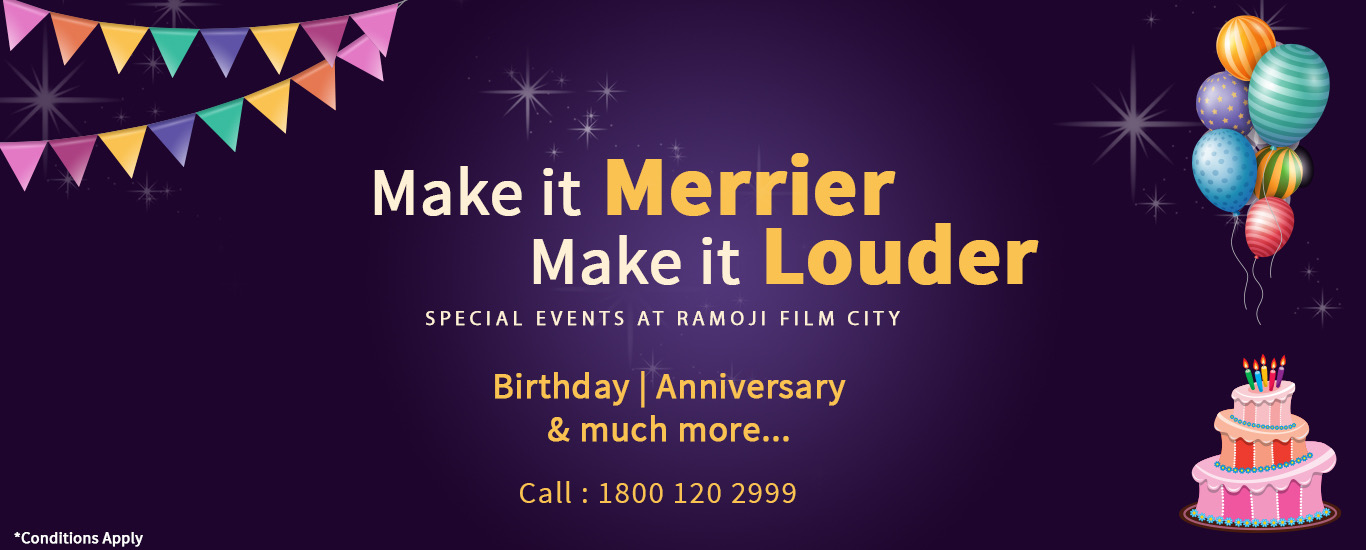 Make it Merrier
Make it Louder
SPECIAL EVENTS AT RAMOJI FILM CITY
Birthday | Anniversary
& much more...
Call : 1800 120 2999
*Conditions Apply